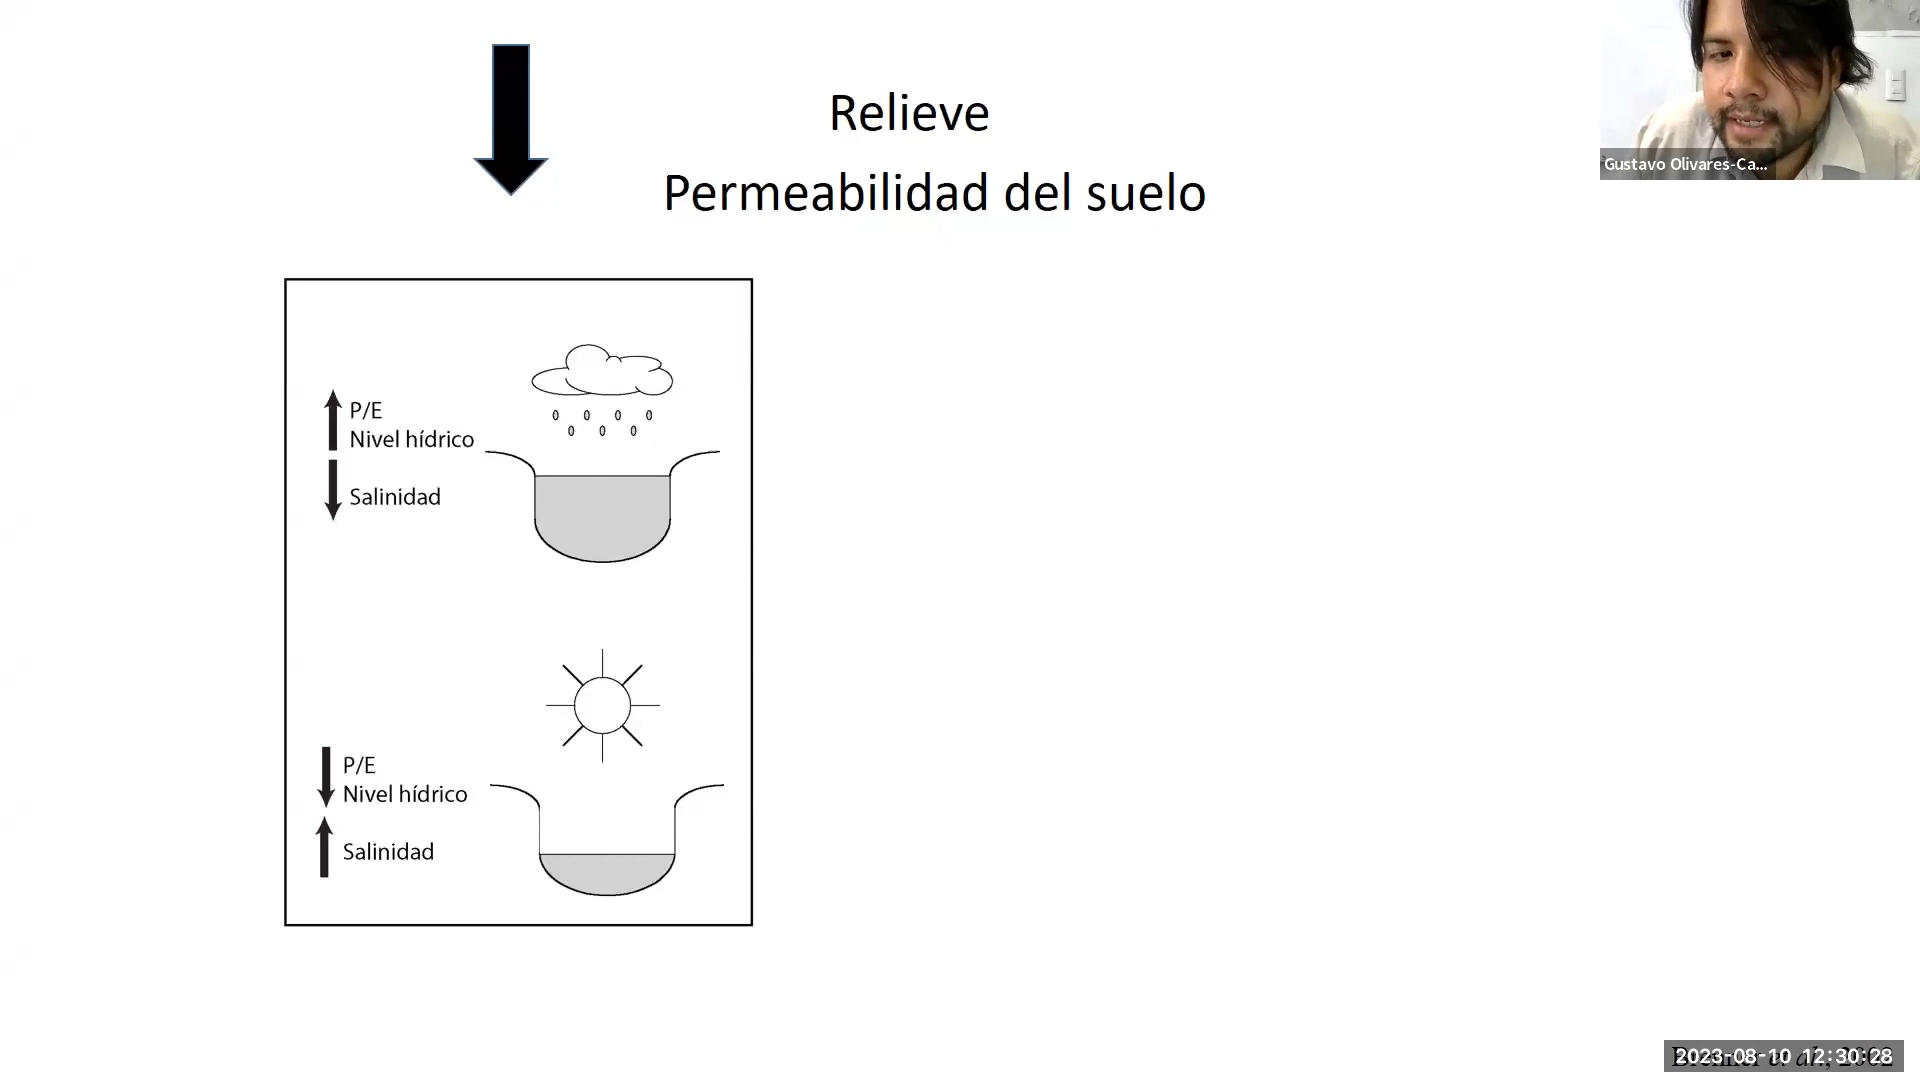 Relieve
Permeabilidad del suelo
Gustavo Olivares-Ca...
P/E
Nivel hídrico
Salinidad
P/E
Nivel hídrico
Salinidad
2023-08-10 12:30:28